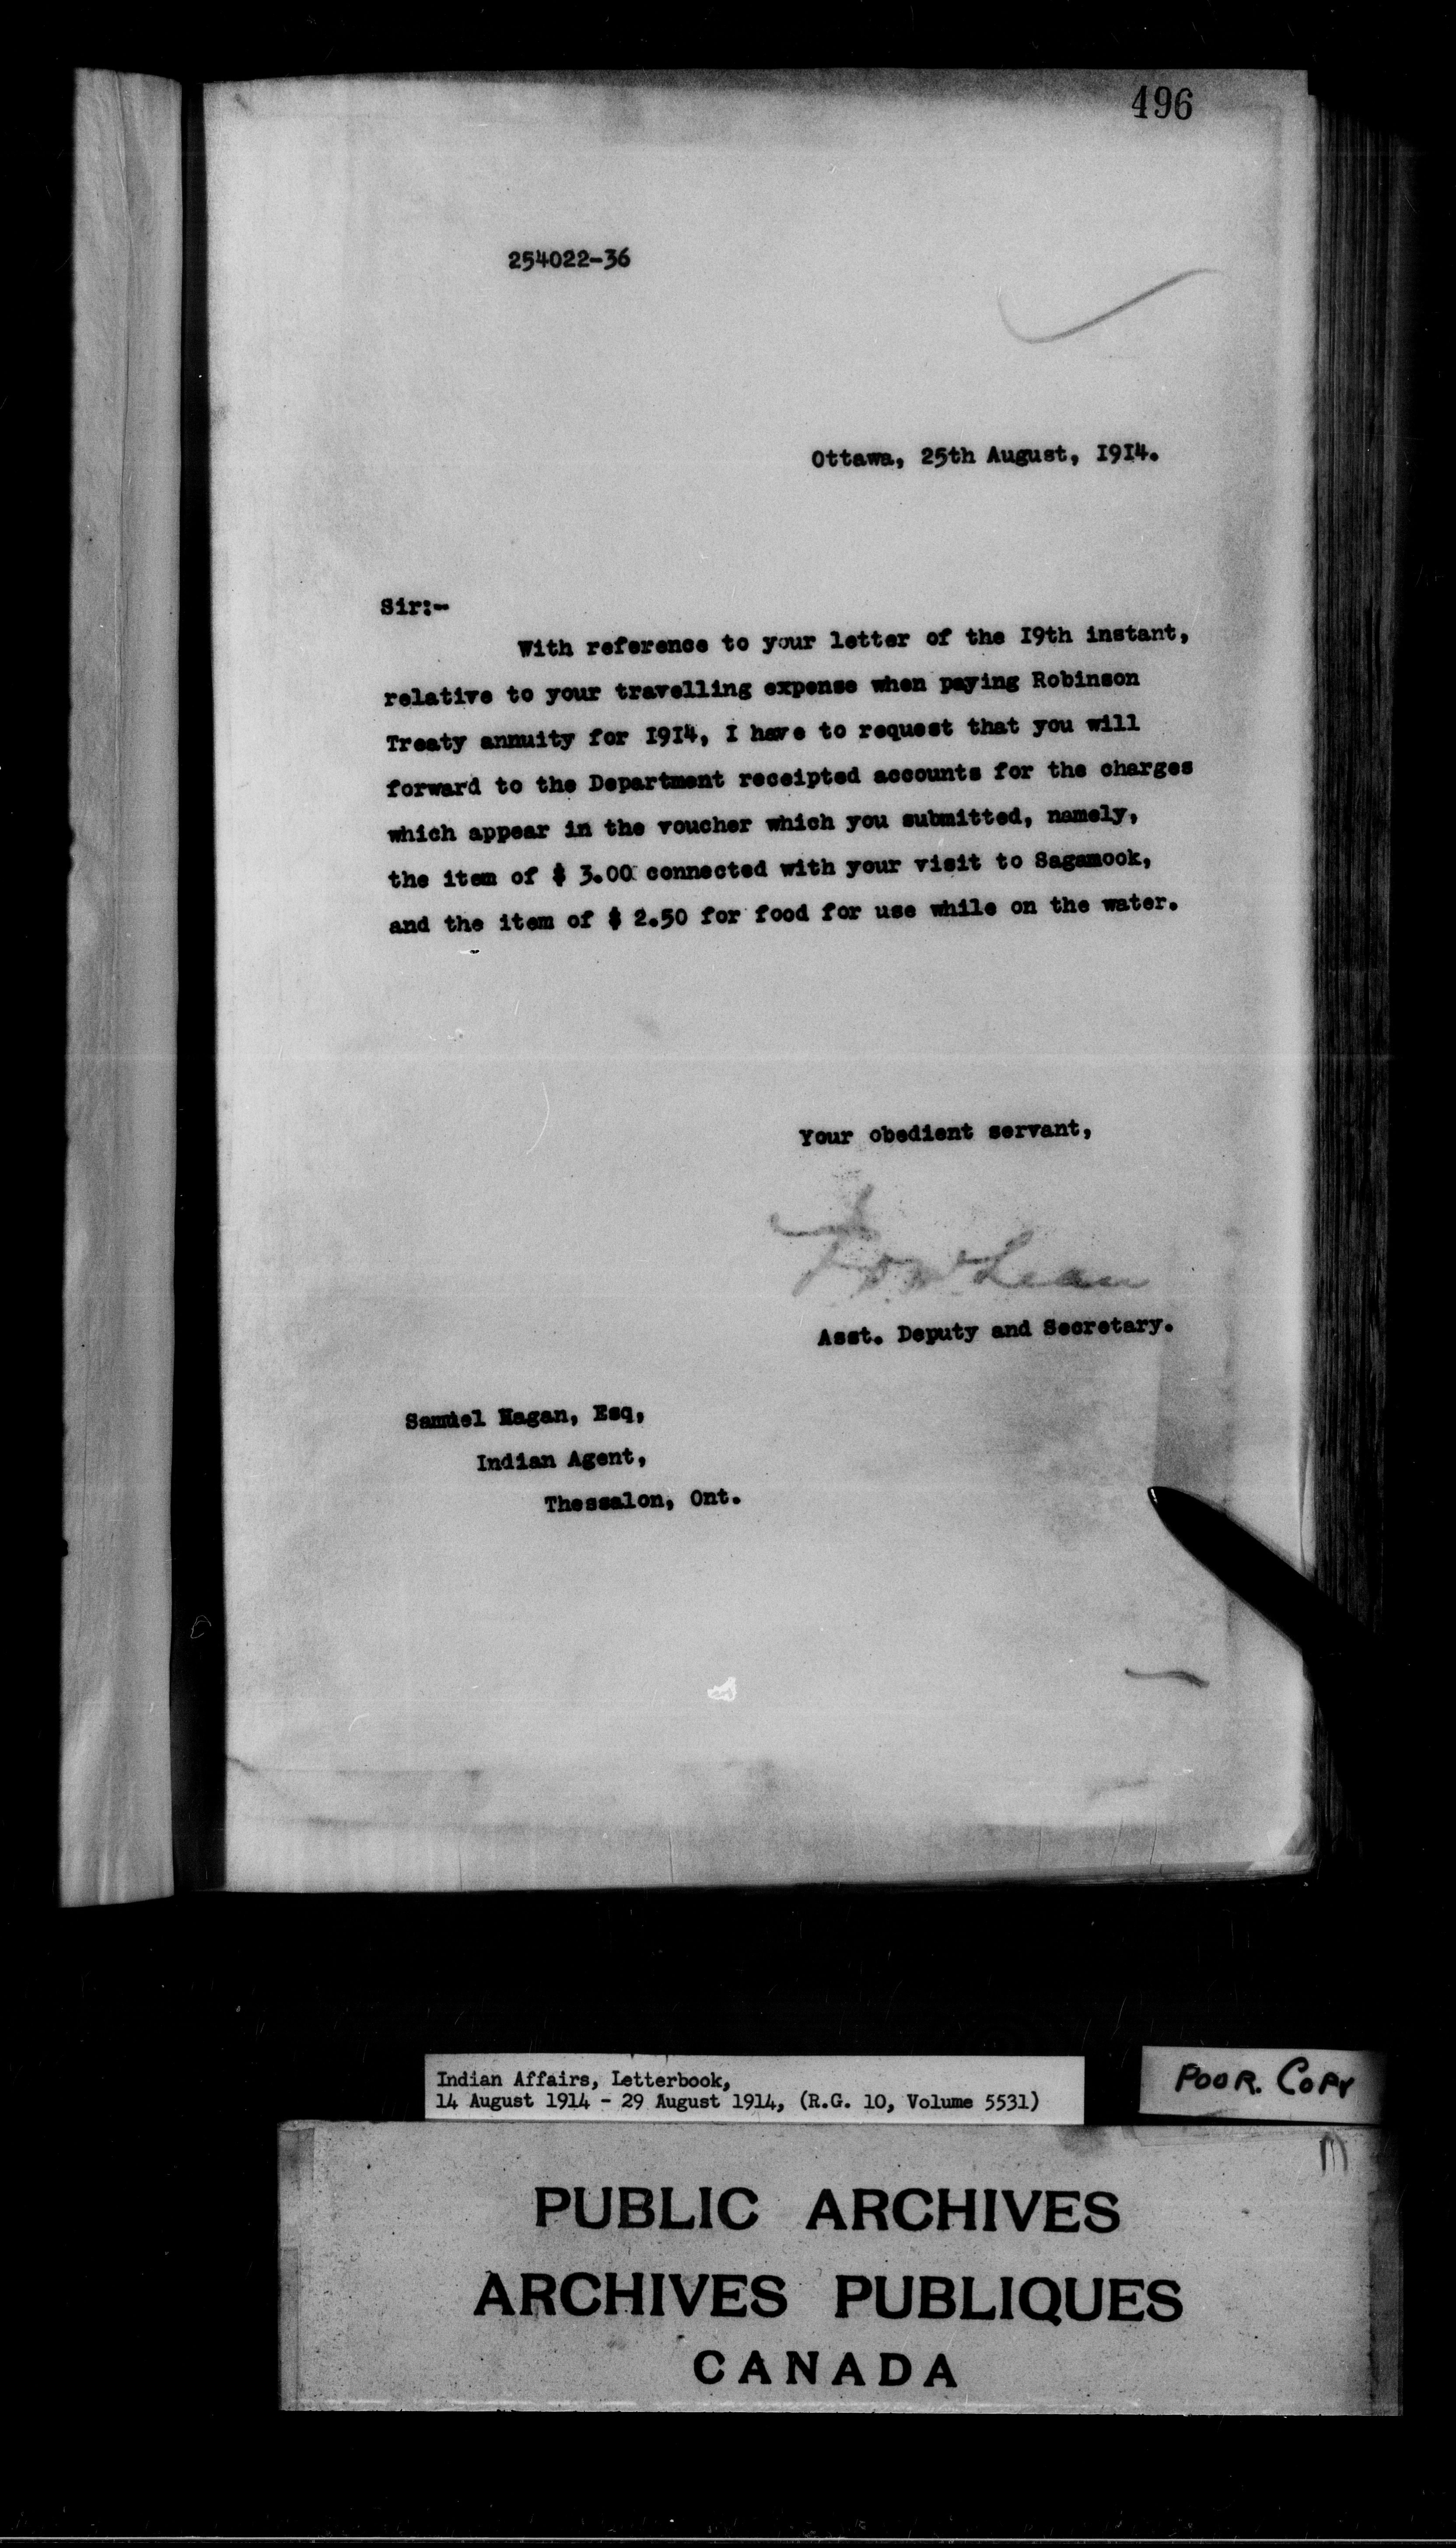 496
254022-36
Ottawa, 25th August, 1914.
Sir:-
With reference to your letter of the 19th instant,
relative to your travelling expense when paying Robinson
Treaty annuity for 1914, I have to request that you will
forward to the Department receipted accounts for the charges
which appear in the voucher which you submitted, namely,
the item of $ 3.00 connected with your visit to Sagamook,
and the item of $ 2.50 for food for use while on the water.
Your obedient servant,
McLean
Asst. Deputy and Secretary.
Samuel Hagan, Esq,
Indian Agent,
Thessalon, Ont.
Indian Affairs, Letterbook,
14 August 1914 - 29 August 1914, (R.G. 10, Volume 5531)
POOR. COPY
PUBLIC ARCHIVES
ARCHIVES PUBLIQUES
CANADA